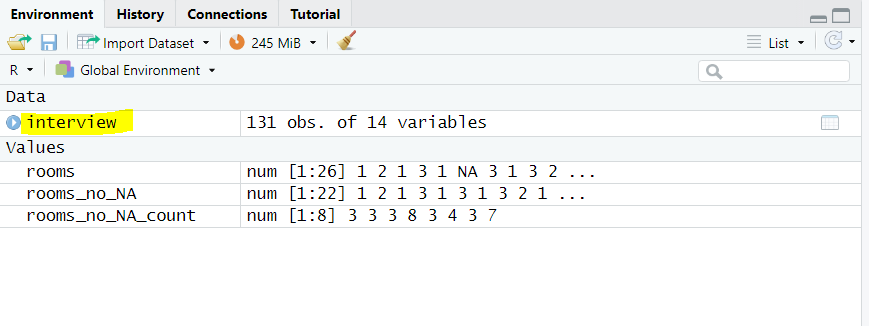 Environment History Connections Tutorial
Import Dataset 245 MiB List
R Global Environment
Data
interview 131 obs. of 14 variables
Values
rooms num [1:26] 1 2 1 3 1 NA 3 1 3 2 ...
rooms_no_NA num [1:22] 1 2 1 3 1 3 1 3 2 1 ...
rooms_no_NA_count num [1:8] 3 3 3 8 3 4 3 7